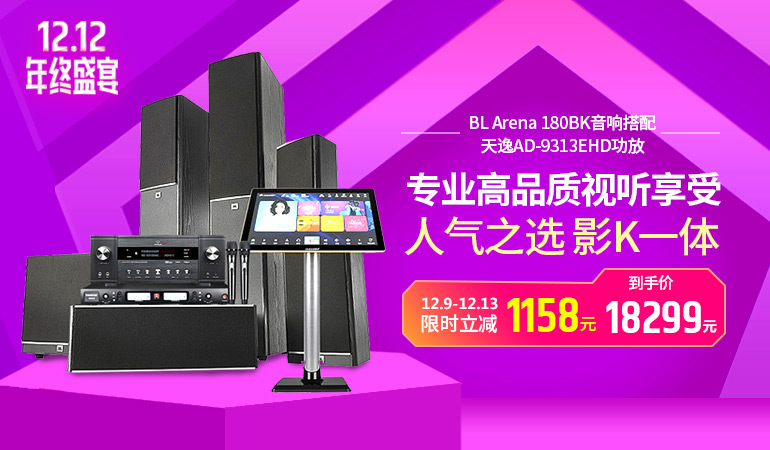 12.12
年终盛宴
BL Arena 180BK音响搭配
天逸AD-9313EHD功放
专业高品质视听享受
人气之选 影K一体
12.9-12.13
限时立减
1158元
到手价
18299元
JBL